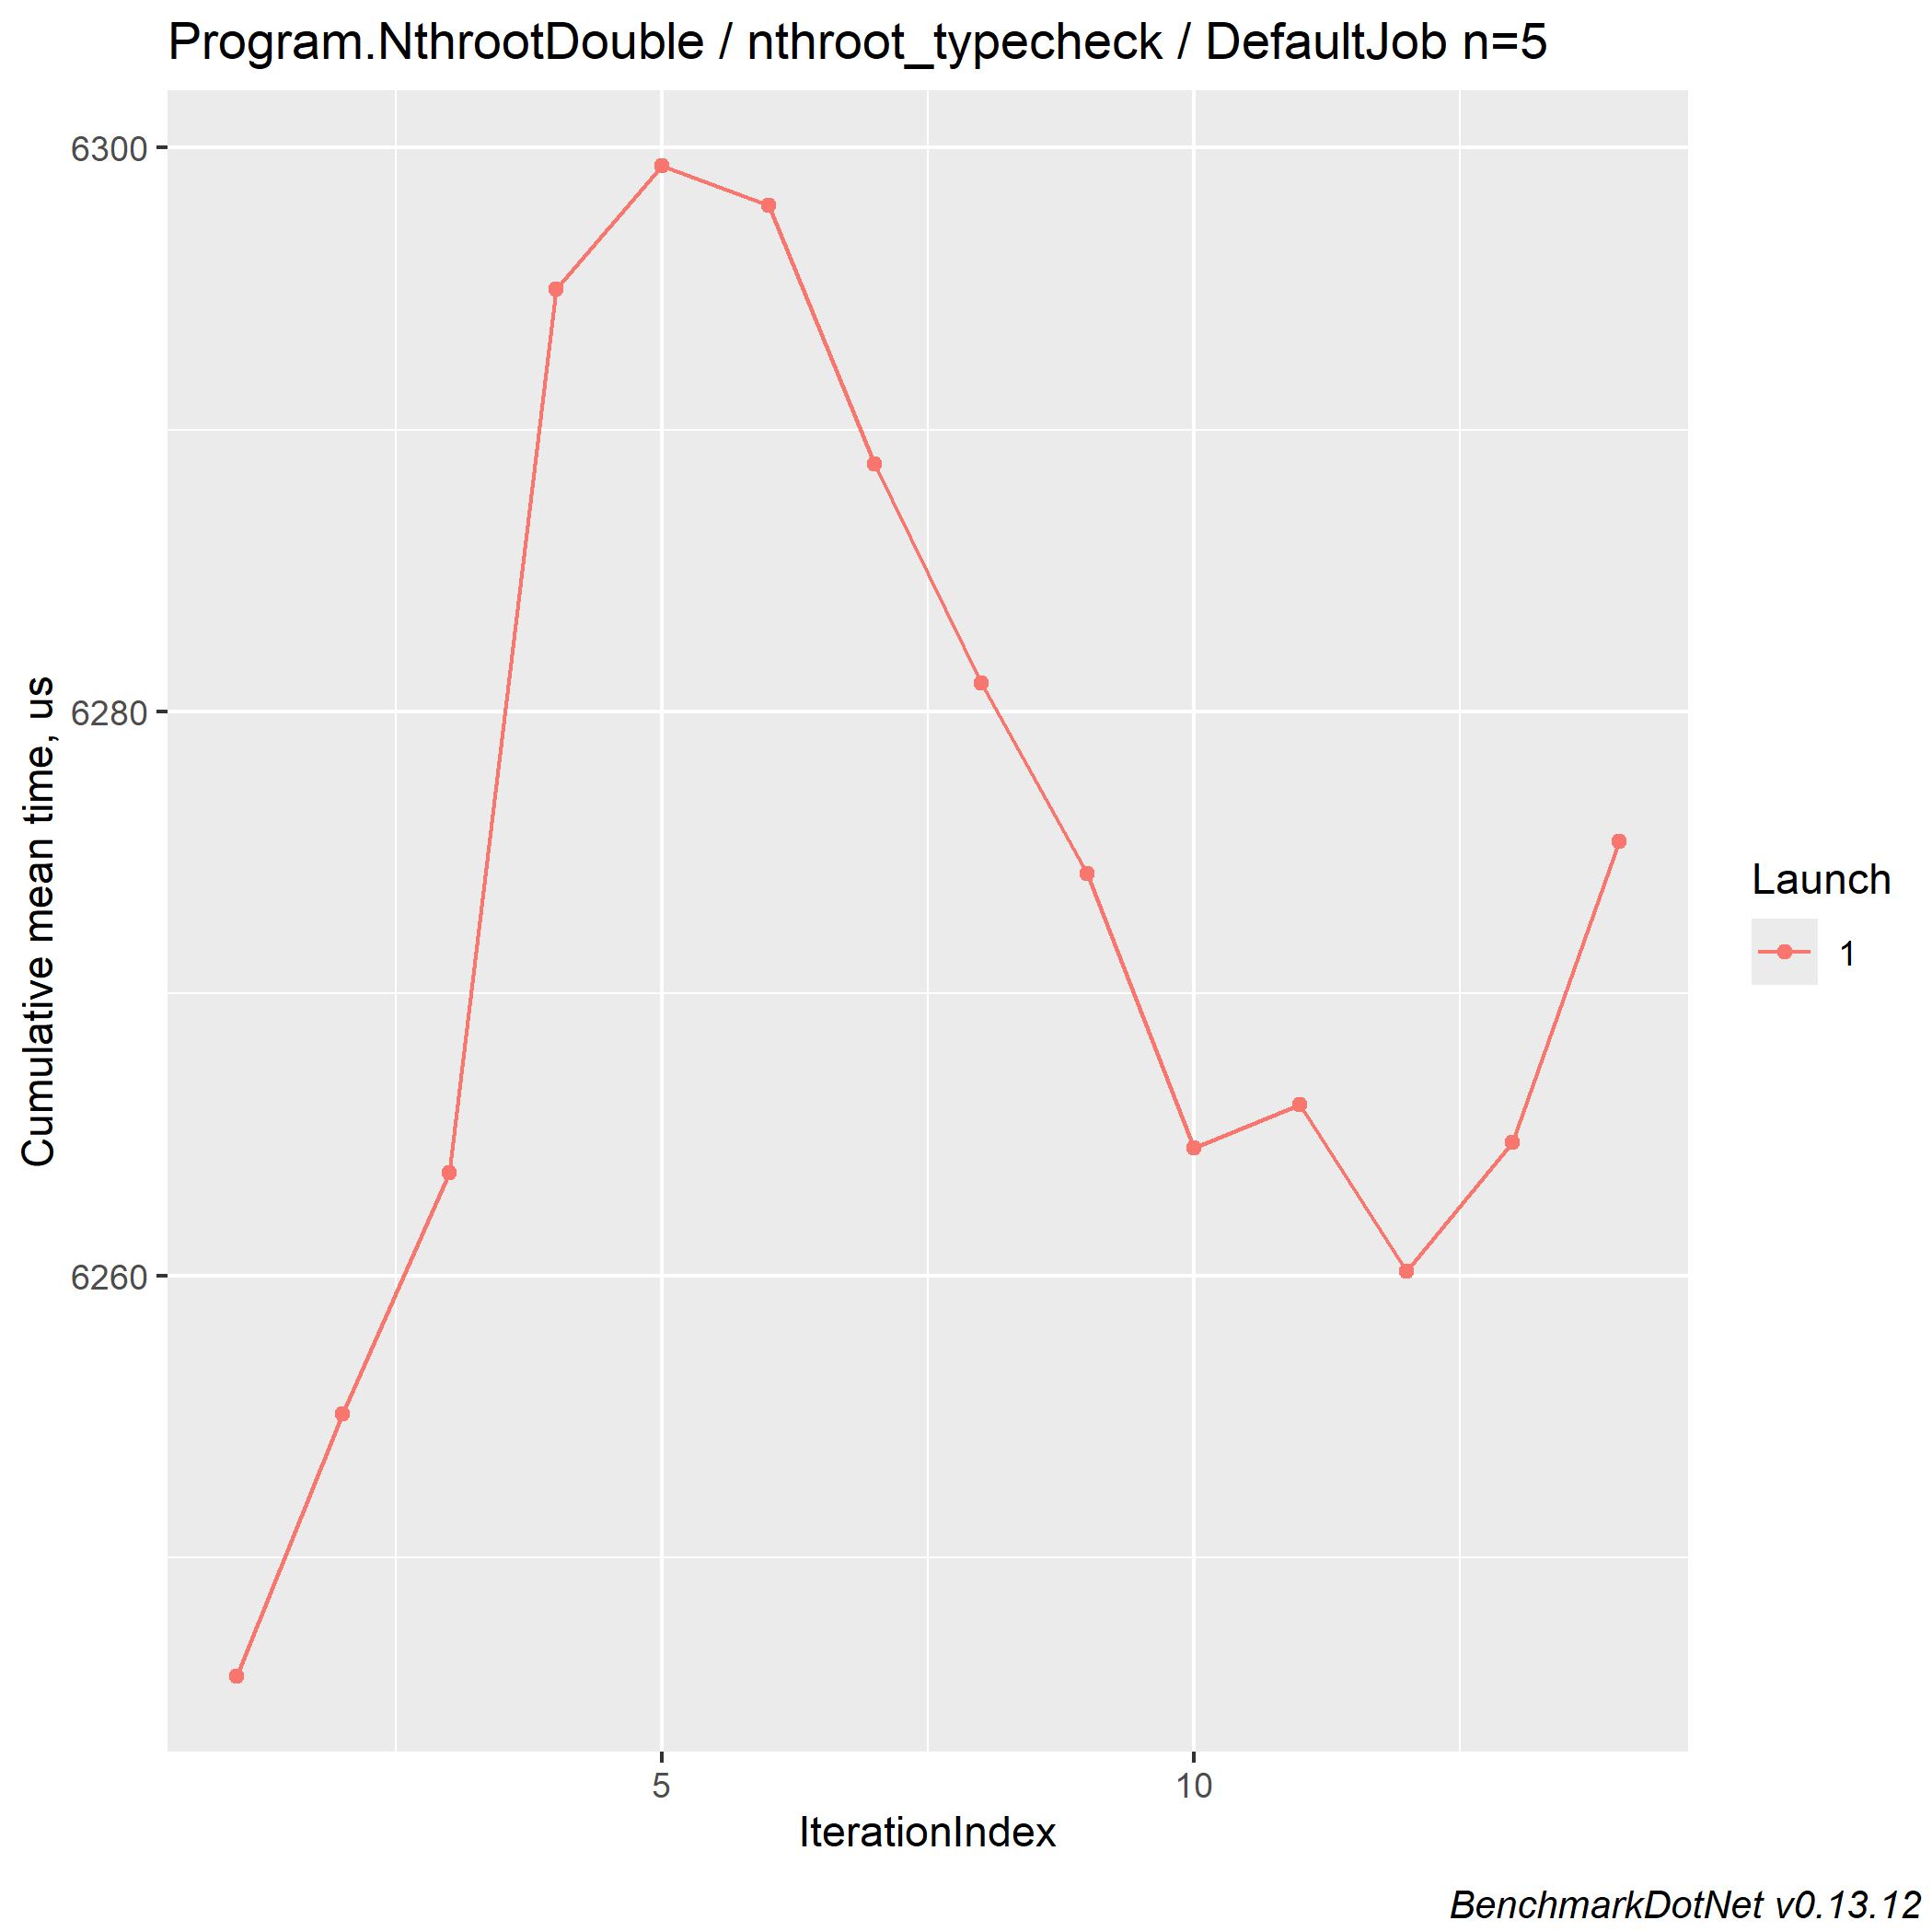 Program.NthrootDouble / nthroot_typecheck / DefaultJob n=5
6300
6280
6260
Cumulative mean time, us
5
10
IterationIndex
Launch
1
BenchmarkDotNet v0.13.12